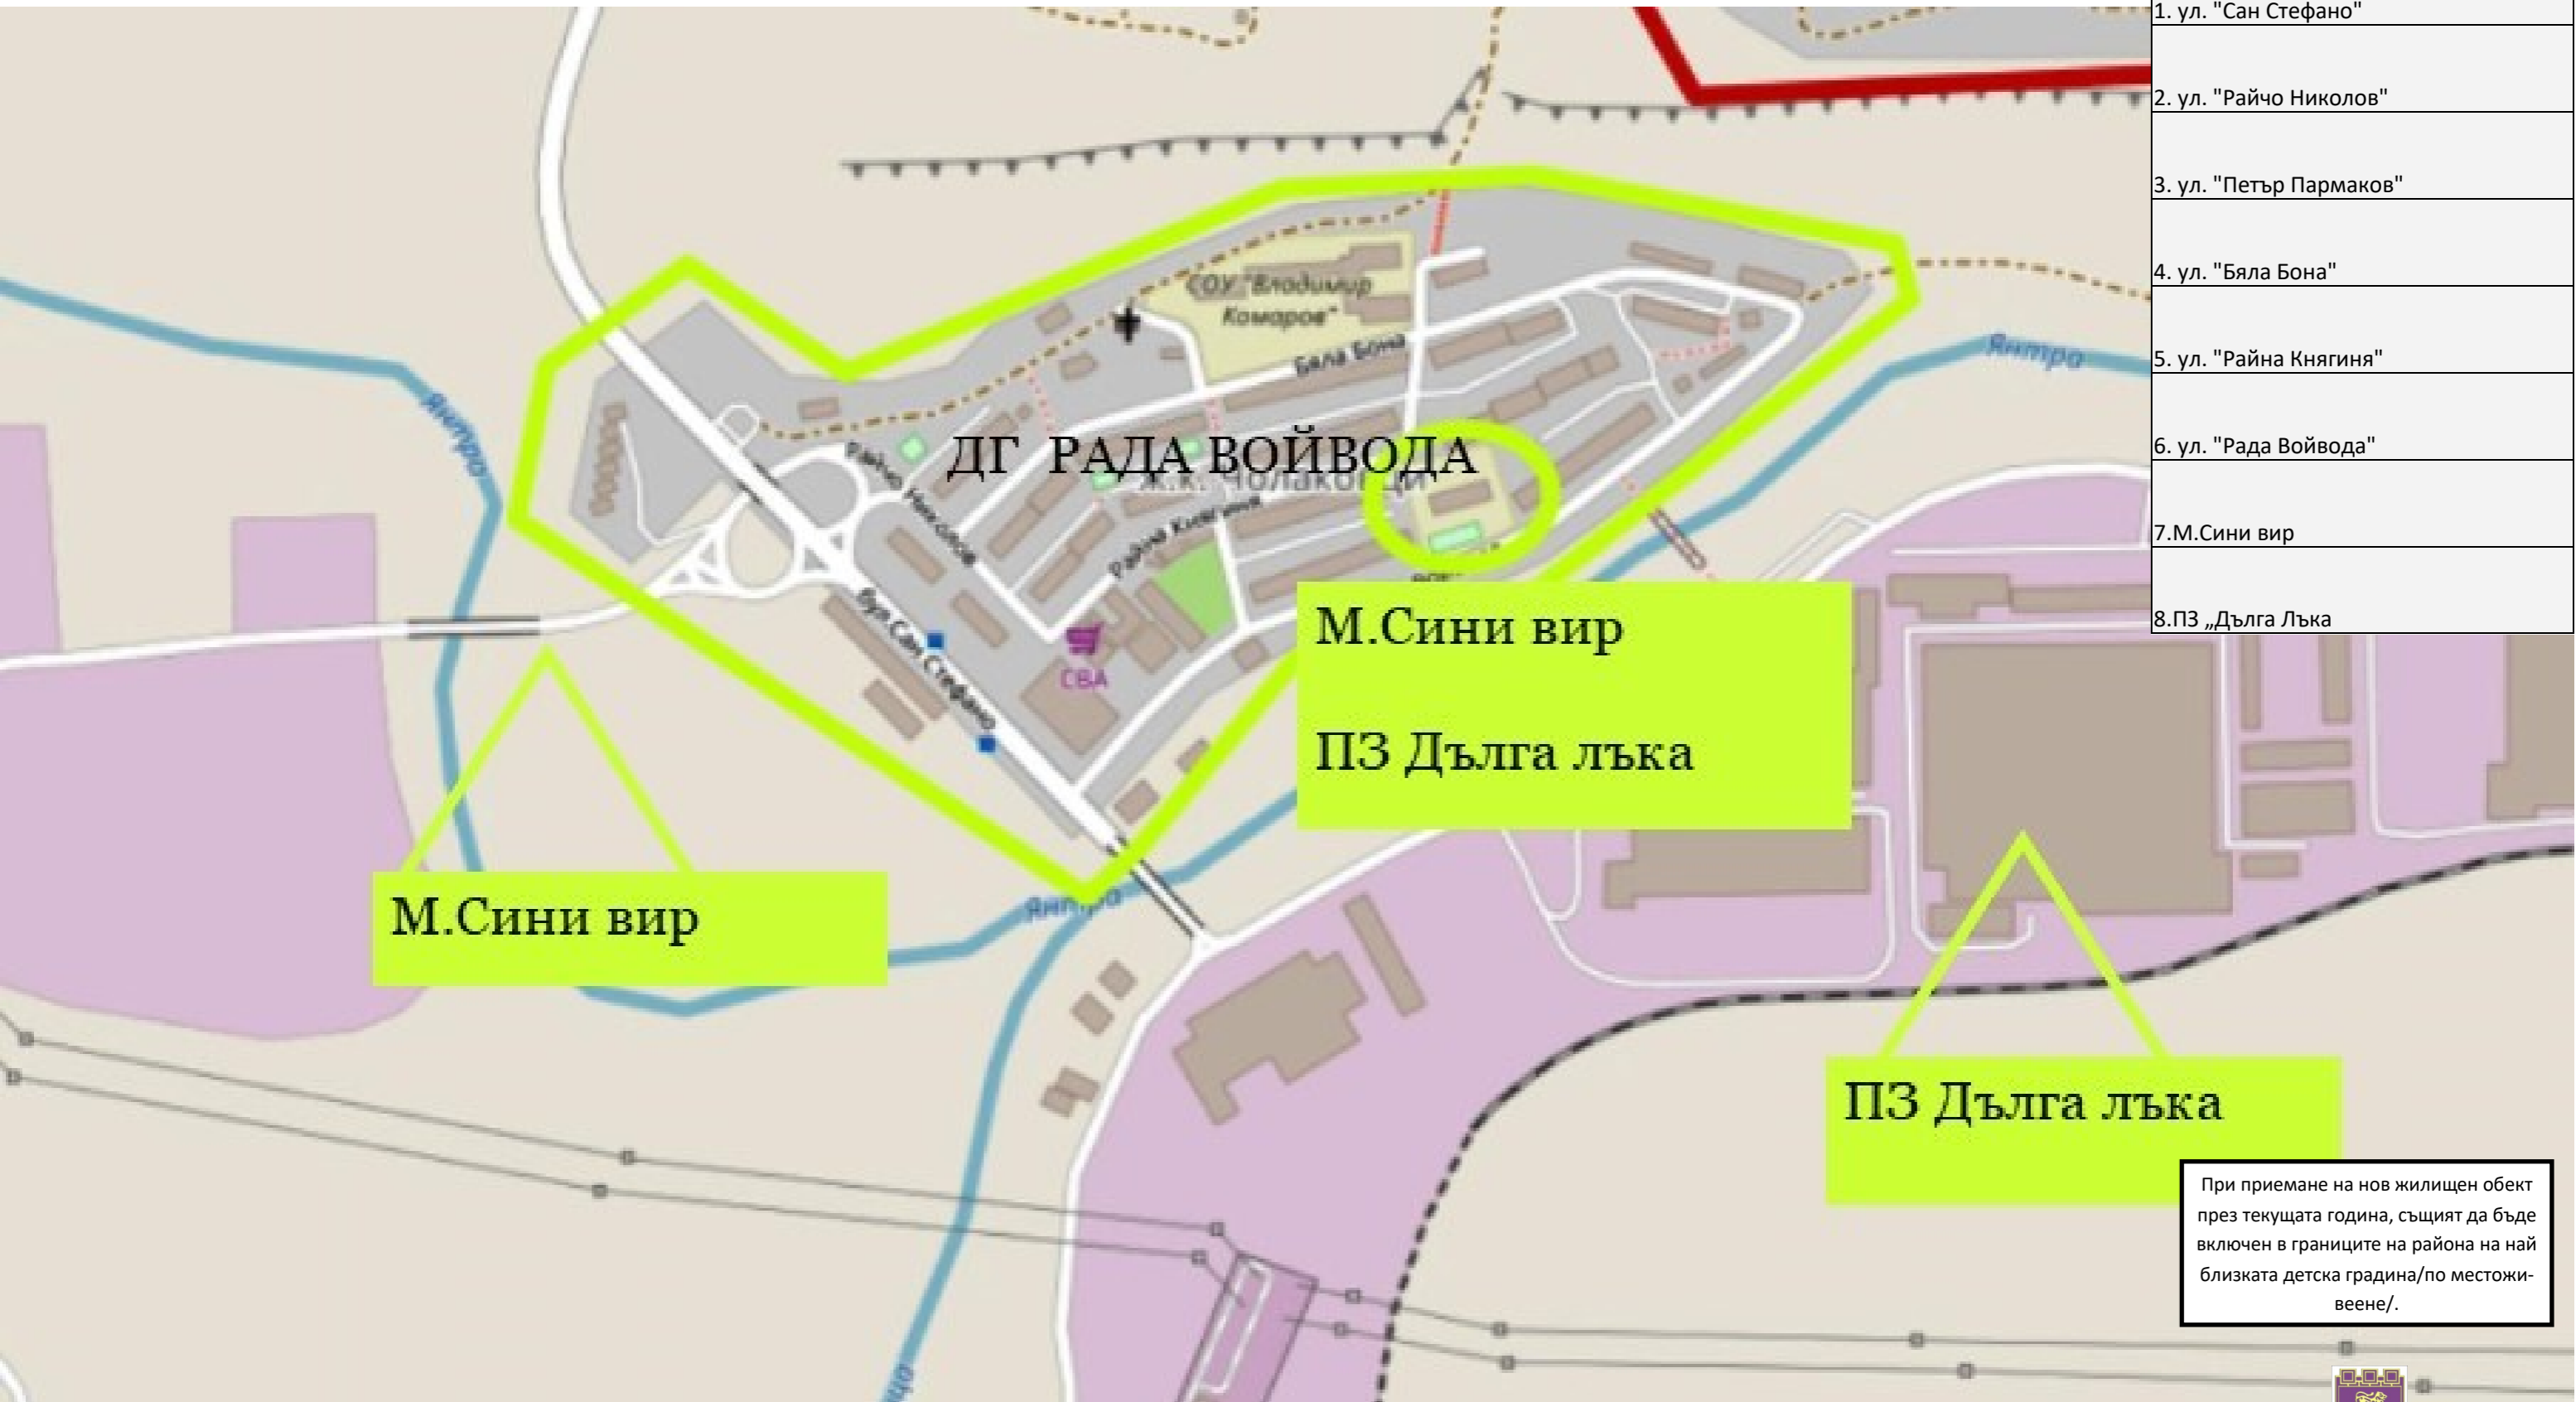 1. ул. "Сан Стефано"
2. ул. "Райчо Николов"
3. ул. "Петър Пармаков"
4. ул. "Бяла Бона"
5. ул. "Райна Княгиня"
6. ул. "Рада Войвода"
7.М.Сини вир
8.ПЗ „Дълга Лъка
СОУ "Владимир
Комаров"
Бяла Бона
Янтра
Янтра
Райчо Николов
ДГ РАДА ВОЙВОДА
ж.к. Чолаковци
Райна Княгиня
бул.Сан Стефано
СВА
М.Сини вир
ПЗ Дълга лъка
М.Сини вир
Янтра
ПЗ Дълга лъка
При приемане на нов жилищен обект
през текущата година, същият да бъде
включен в границите на района на най
близката детска градина/по местожи-
веене/.